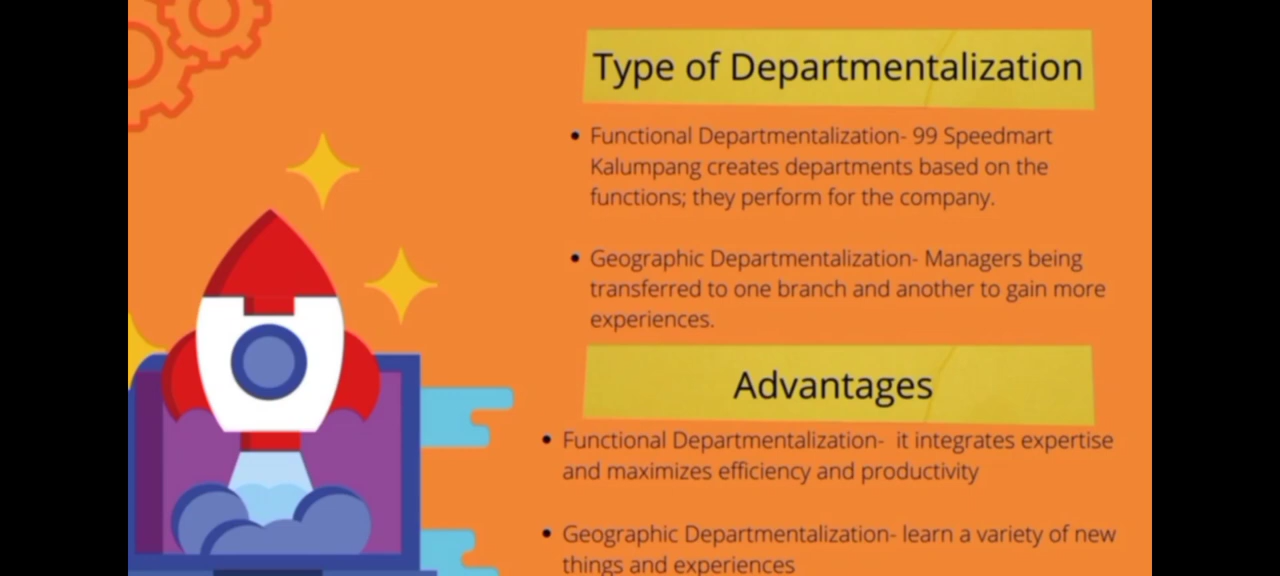 Type of Departmentalization
Functional Departmentalization- 99 Speedmart
Kalumpang creates departments based on the
functions; they perform for the company.
Geographic Departmentalization- Managers being
transferred to one branch and another to gain more
experiences.
Advantages
Functional Departmentalization-  it integrates expertise
and maximizes efficiency and productivity
Geographic Departmentalization- learn a variety of new
things and experiences